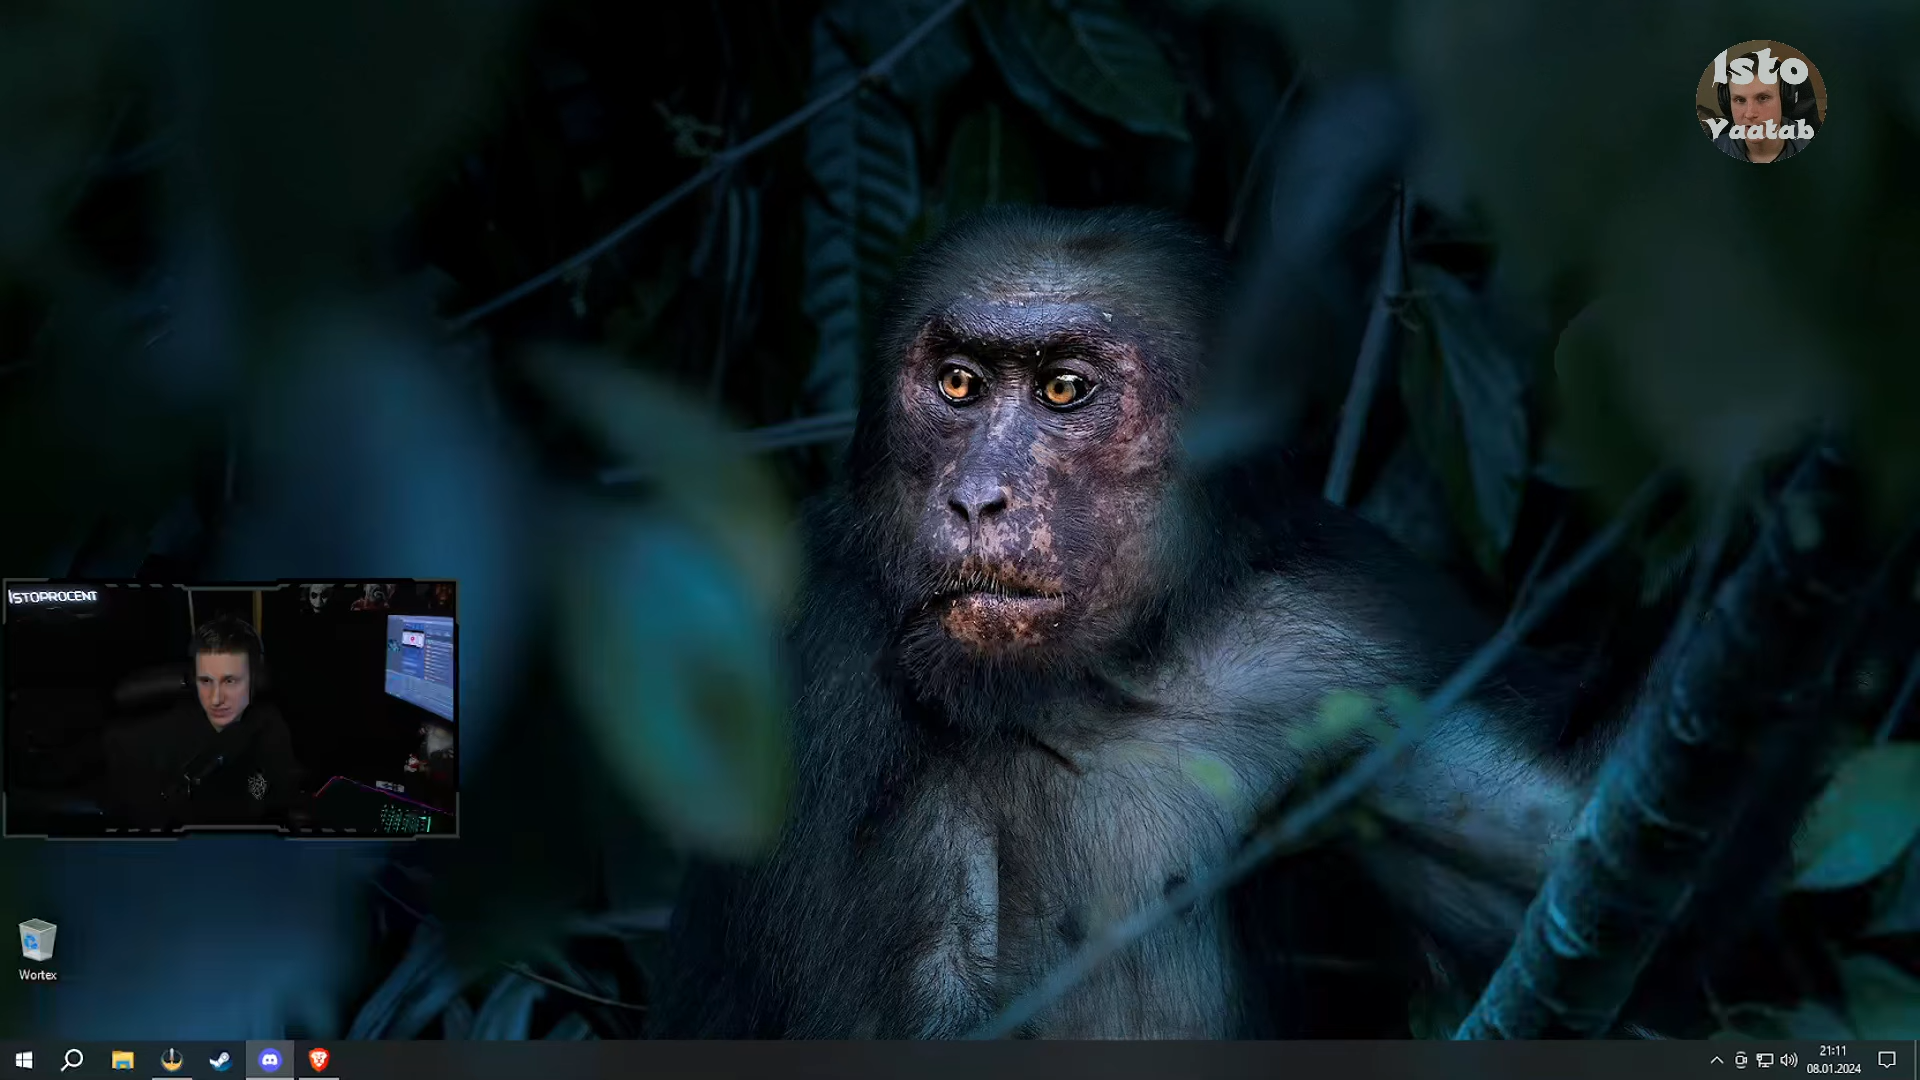 Isto
Yaatab
ISTOPROCENT
Wortex
21:11
08.01.2024